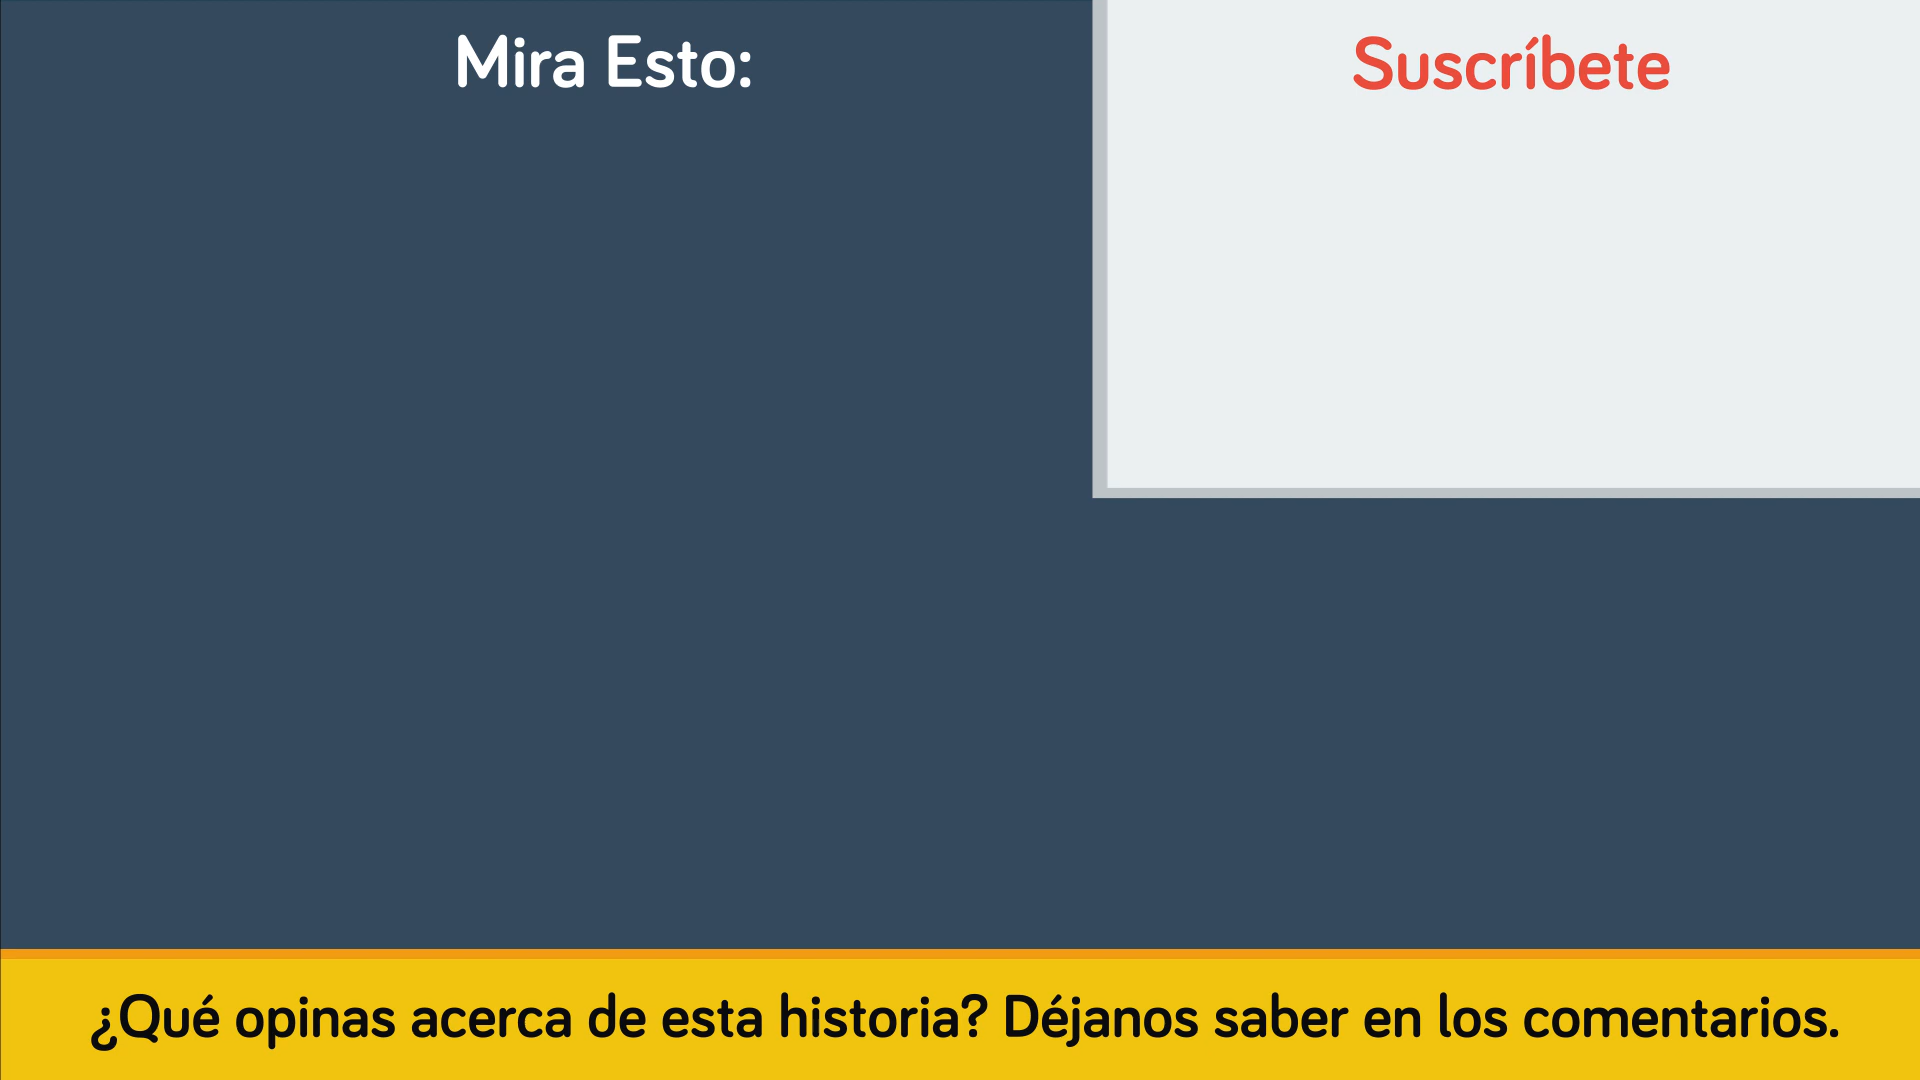 Mira Esto:
Suscríbete
¿Qué opinas acerca de esta historia? Déjanos saber en los comentarios.